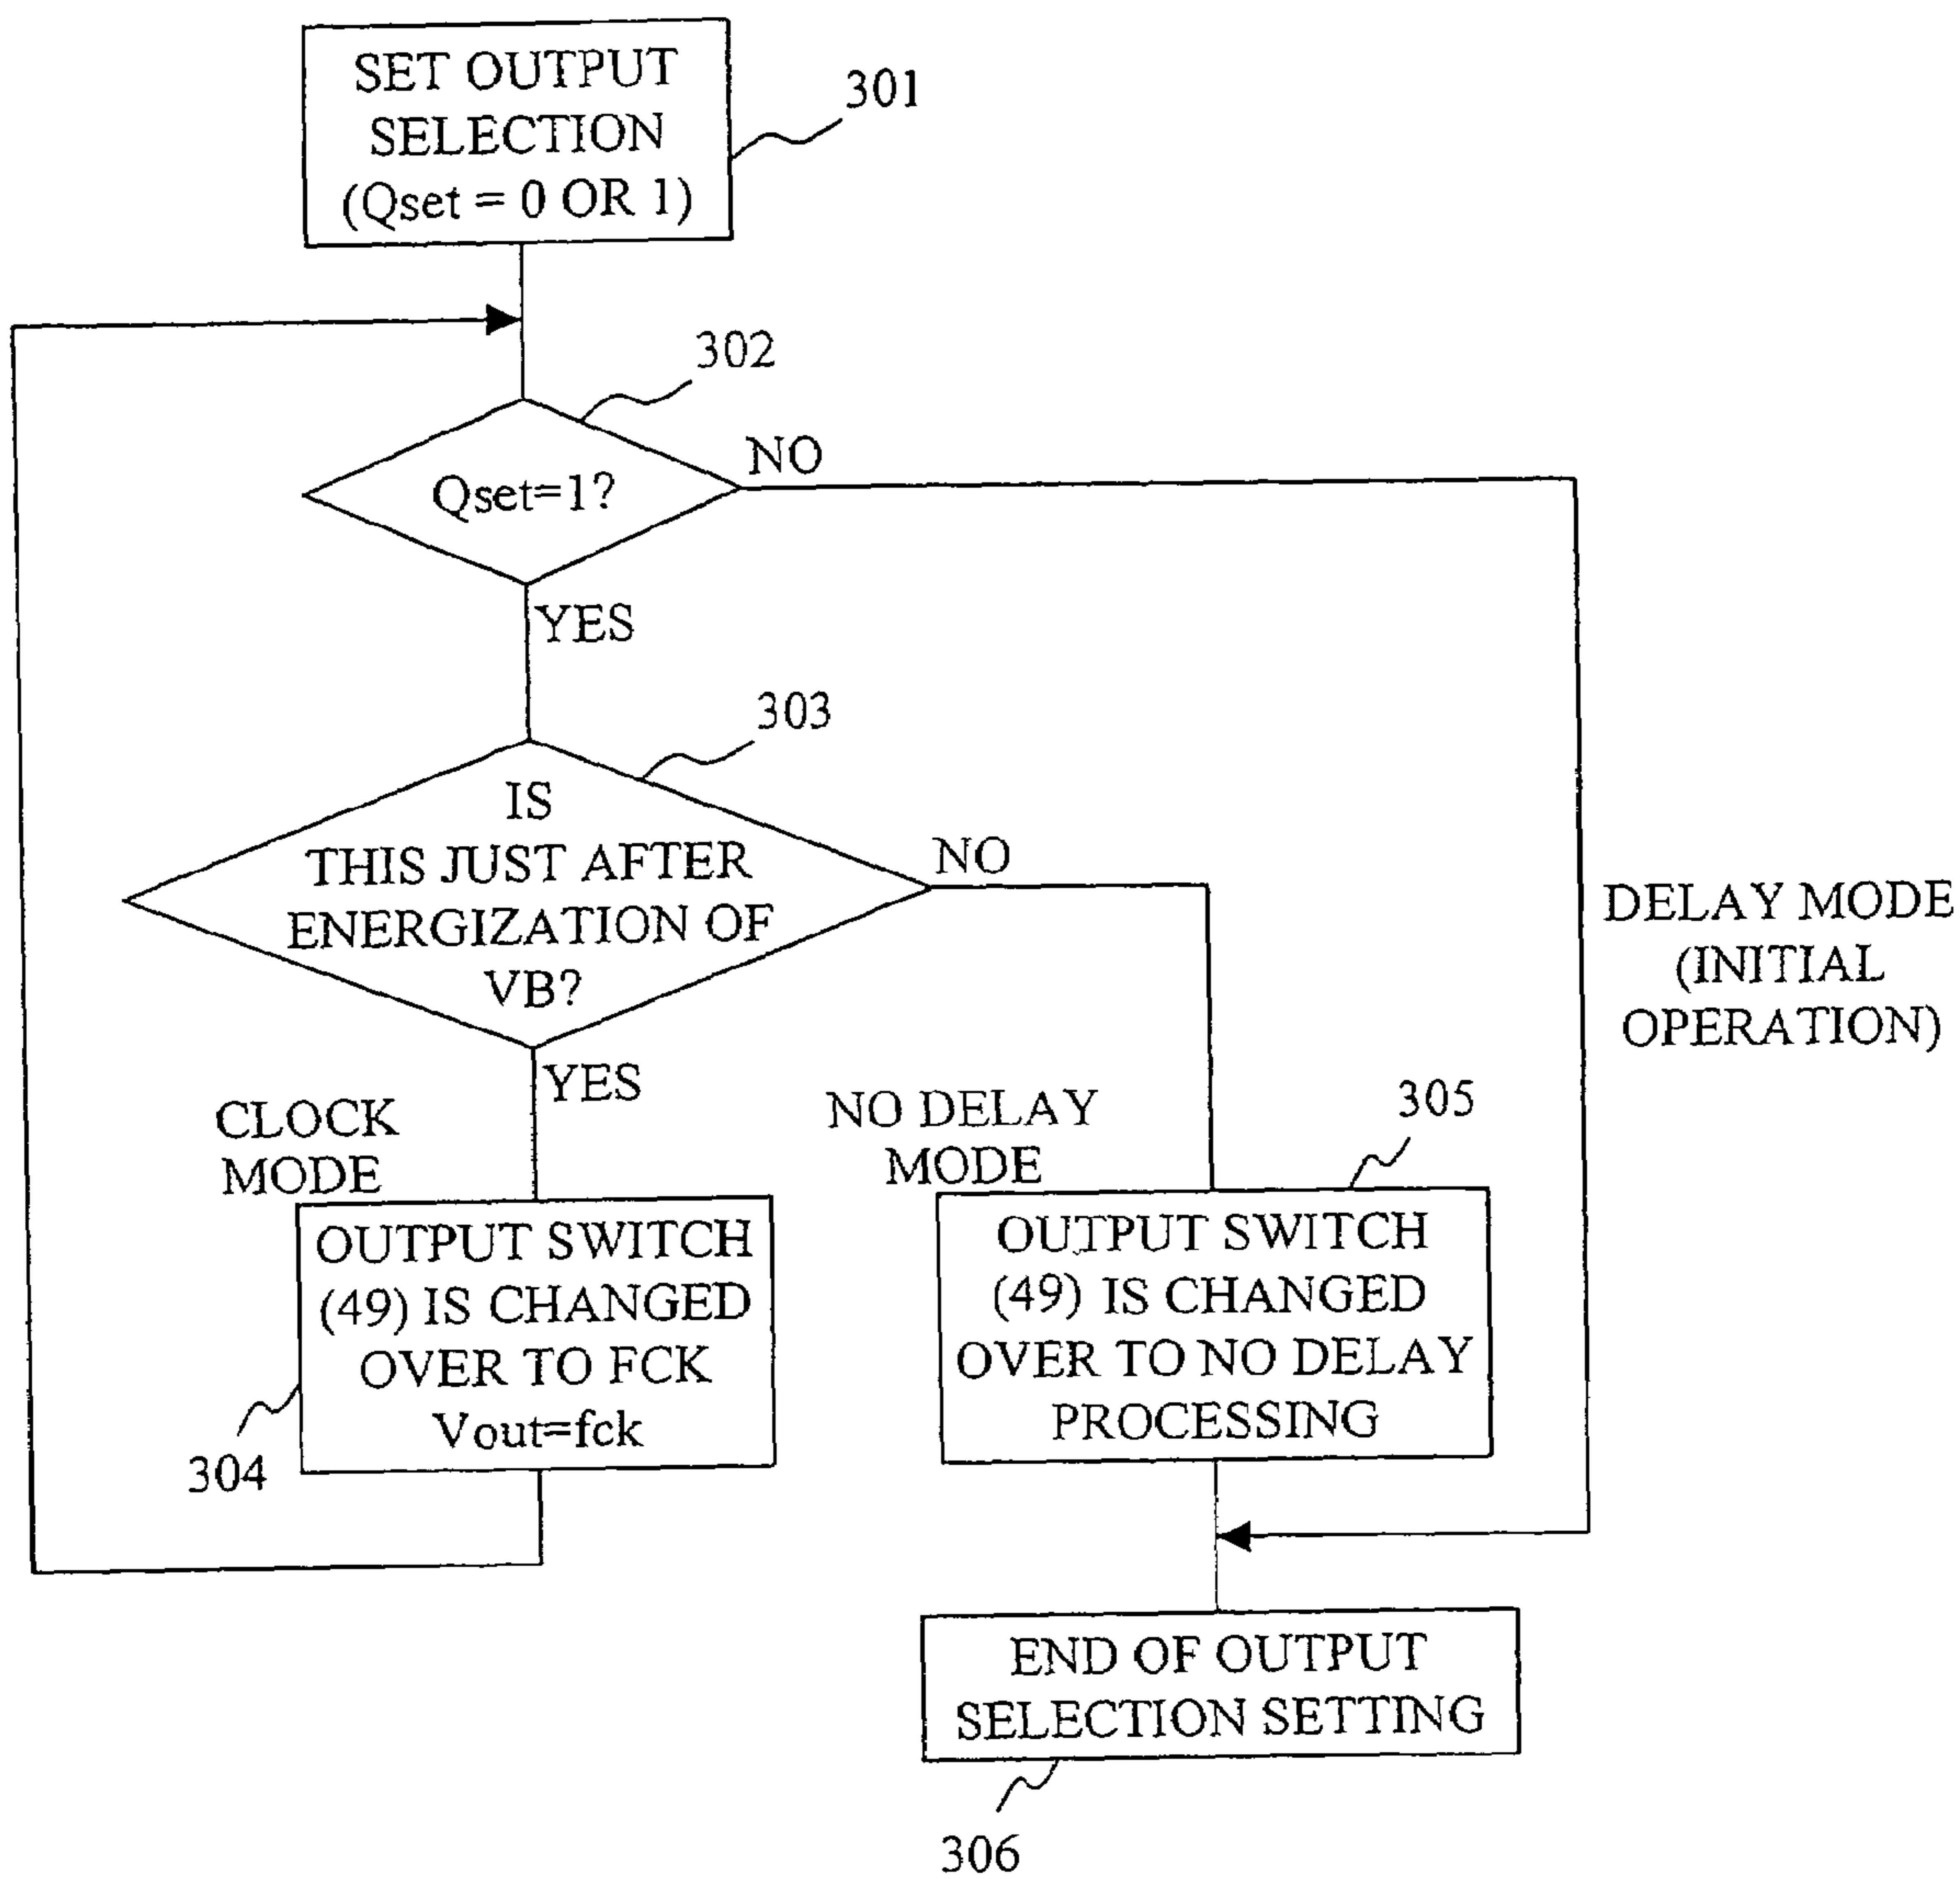 SET OUTPUT
SELECTION
(Qset = 0 OR 1)
301
302
Qset=1?
NO
YES
303
IS
THIS JUST AFTER
ENERGIZATION OF
VB?
NO
YES
DELAY MODE
(INITIAL
OPERATION)
CLOCK
MODE
NO DELAY
MODE
305
OUTPUT SWITCH
(49) IS CHANGED
OVER TO FCK
Vout=fck
304
OUTPUT SWITCH
(49) IS CHANGED
OVER TO NO DELAY
PROCESSING
END OF OUTPUT
SELECTION SETTING
306